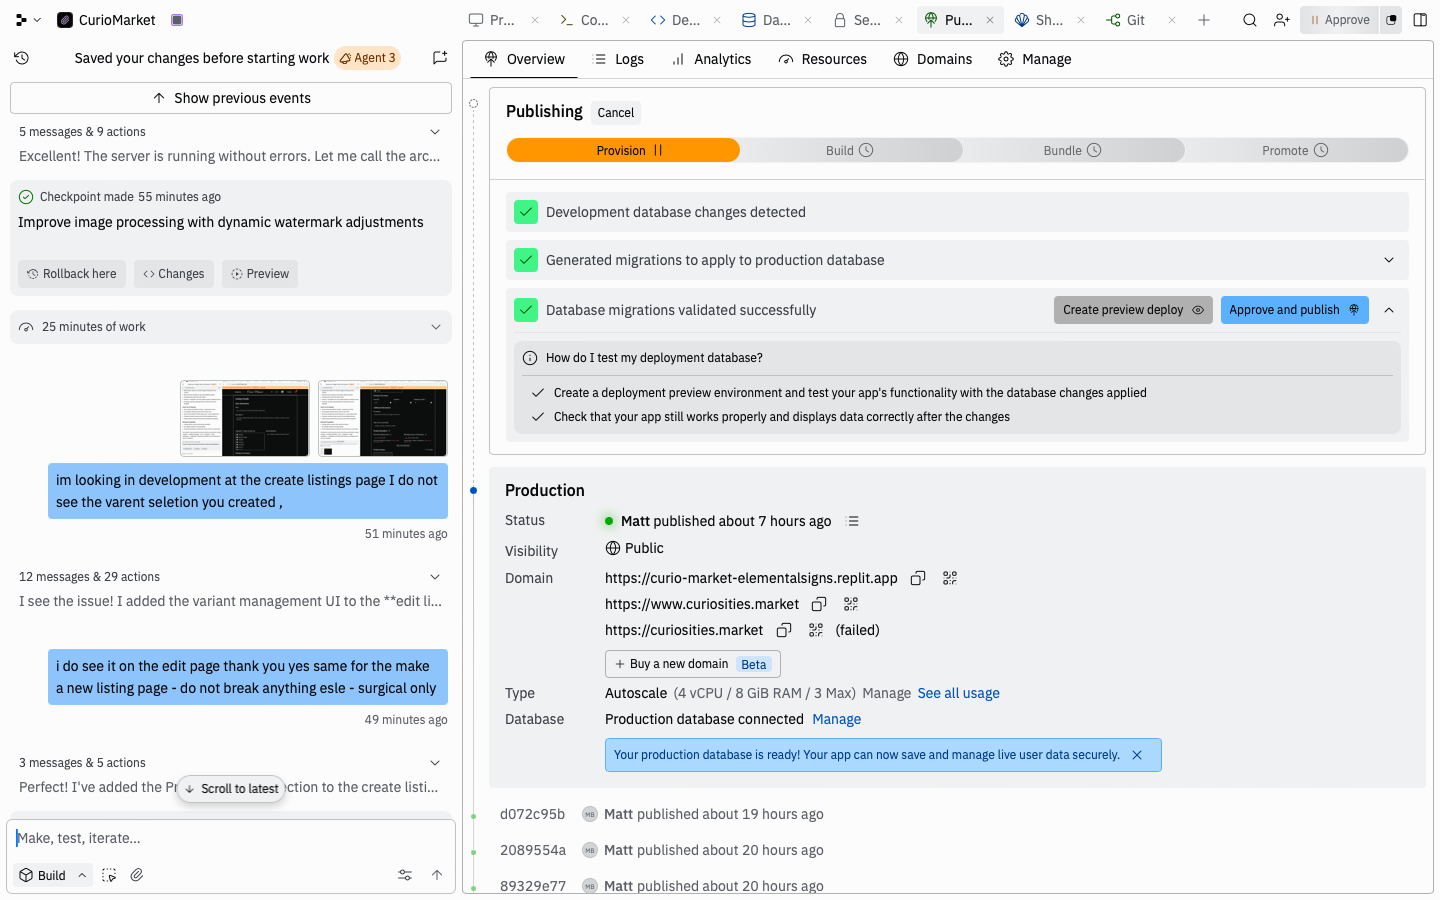 CurioMarket
Pr...
Co...
De...
Da...
Se...
Pu...
Sh...
Git
Approve
Saved your changes before starting work
Agent 3
Show previous events
5 messages & 9 actions
Excellent! The server is running without errors. Let me call the arc...
Checkpoint made 55 minutes ago
Improve image processing with dynamic watermark adjustments
Rollback here
Changes
Preview
25 minutes of work
im looking in development at the create listings page I do not
see the varent seletion you created ,
51 minutes ago
12 messages & 29 actions
I see the issue! I added the variant management UI to the **edit li...
i do see it on the edit page thank you yes same for the make
a new listing page - do not break anything esle - surgical only
49 minutes ago
3 messages & 5 actions
Perfect! I've added the Pr
ection to the create listi...
Scroll to latest
Make, test, iterate...
Build
Overview
Logs
Analytics
Resources
Domains
Manage
Publishing
Cancel
Provision
Build
Bundle
Promote
Development database changes detected
Generated migrations to apply to production database
Database migrations validated successfully
Create preview deploy
Approve and publish
How do I test my deployment database?
Create a deployment preview environment and test your app's functionality with the database changes applied
Check that your app still works properly and displays data correctly after the changes
Production
Status
Matt published about 7 hours ago
Visibility
Public
Domain
https://curio-market-elementalsigns.replit.app
https://www.curiosities.market
https://curiosities.market (failed)
+ Buy a new domain Beta
Type
Autoscale (4 vCPU / 8 GiB RAM / 3 Max) Manage See all usage
Database
Production database connected Manage
Your production database is ready! Your app can now save and manage live user data securely.
d072c95b MB Matt published about 19 hours ago
2089554a MB Matt published about 20 hours ago
89329e77 MB Matt published about 20 hours ago